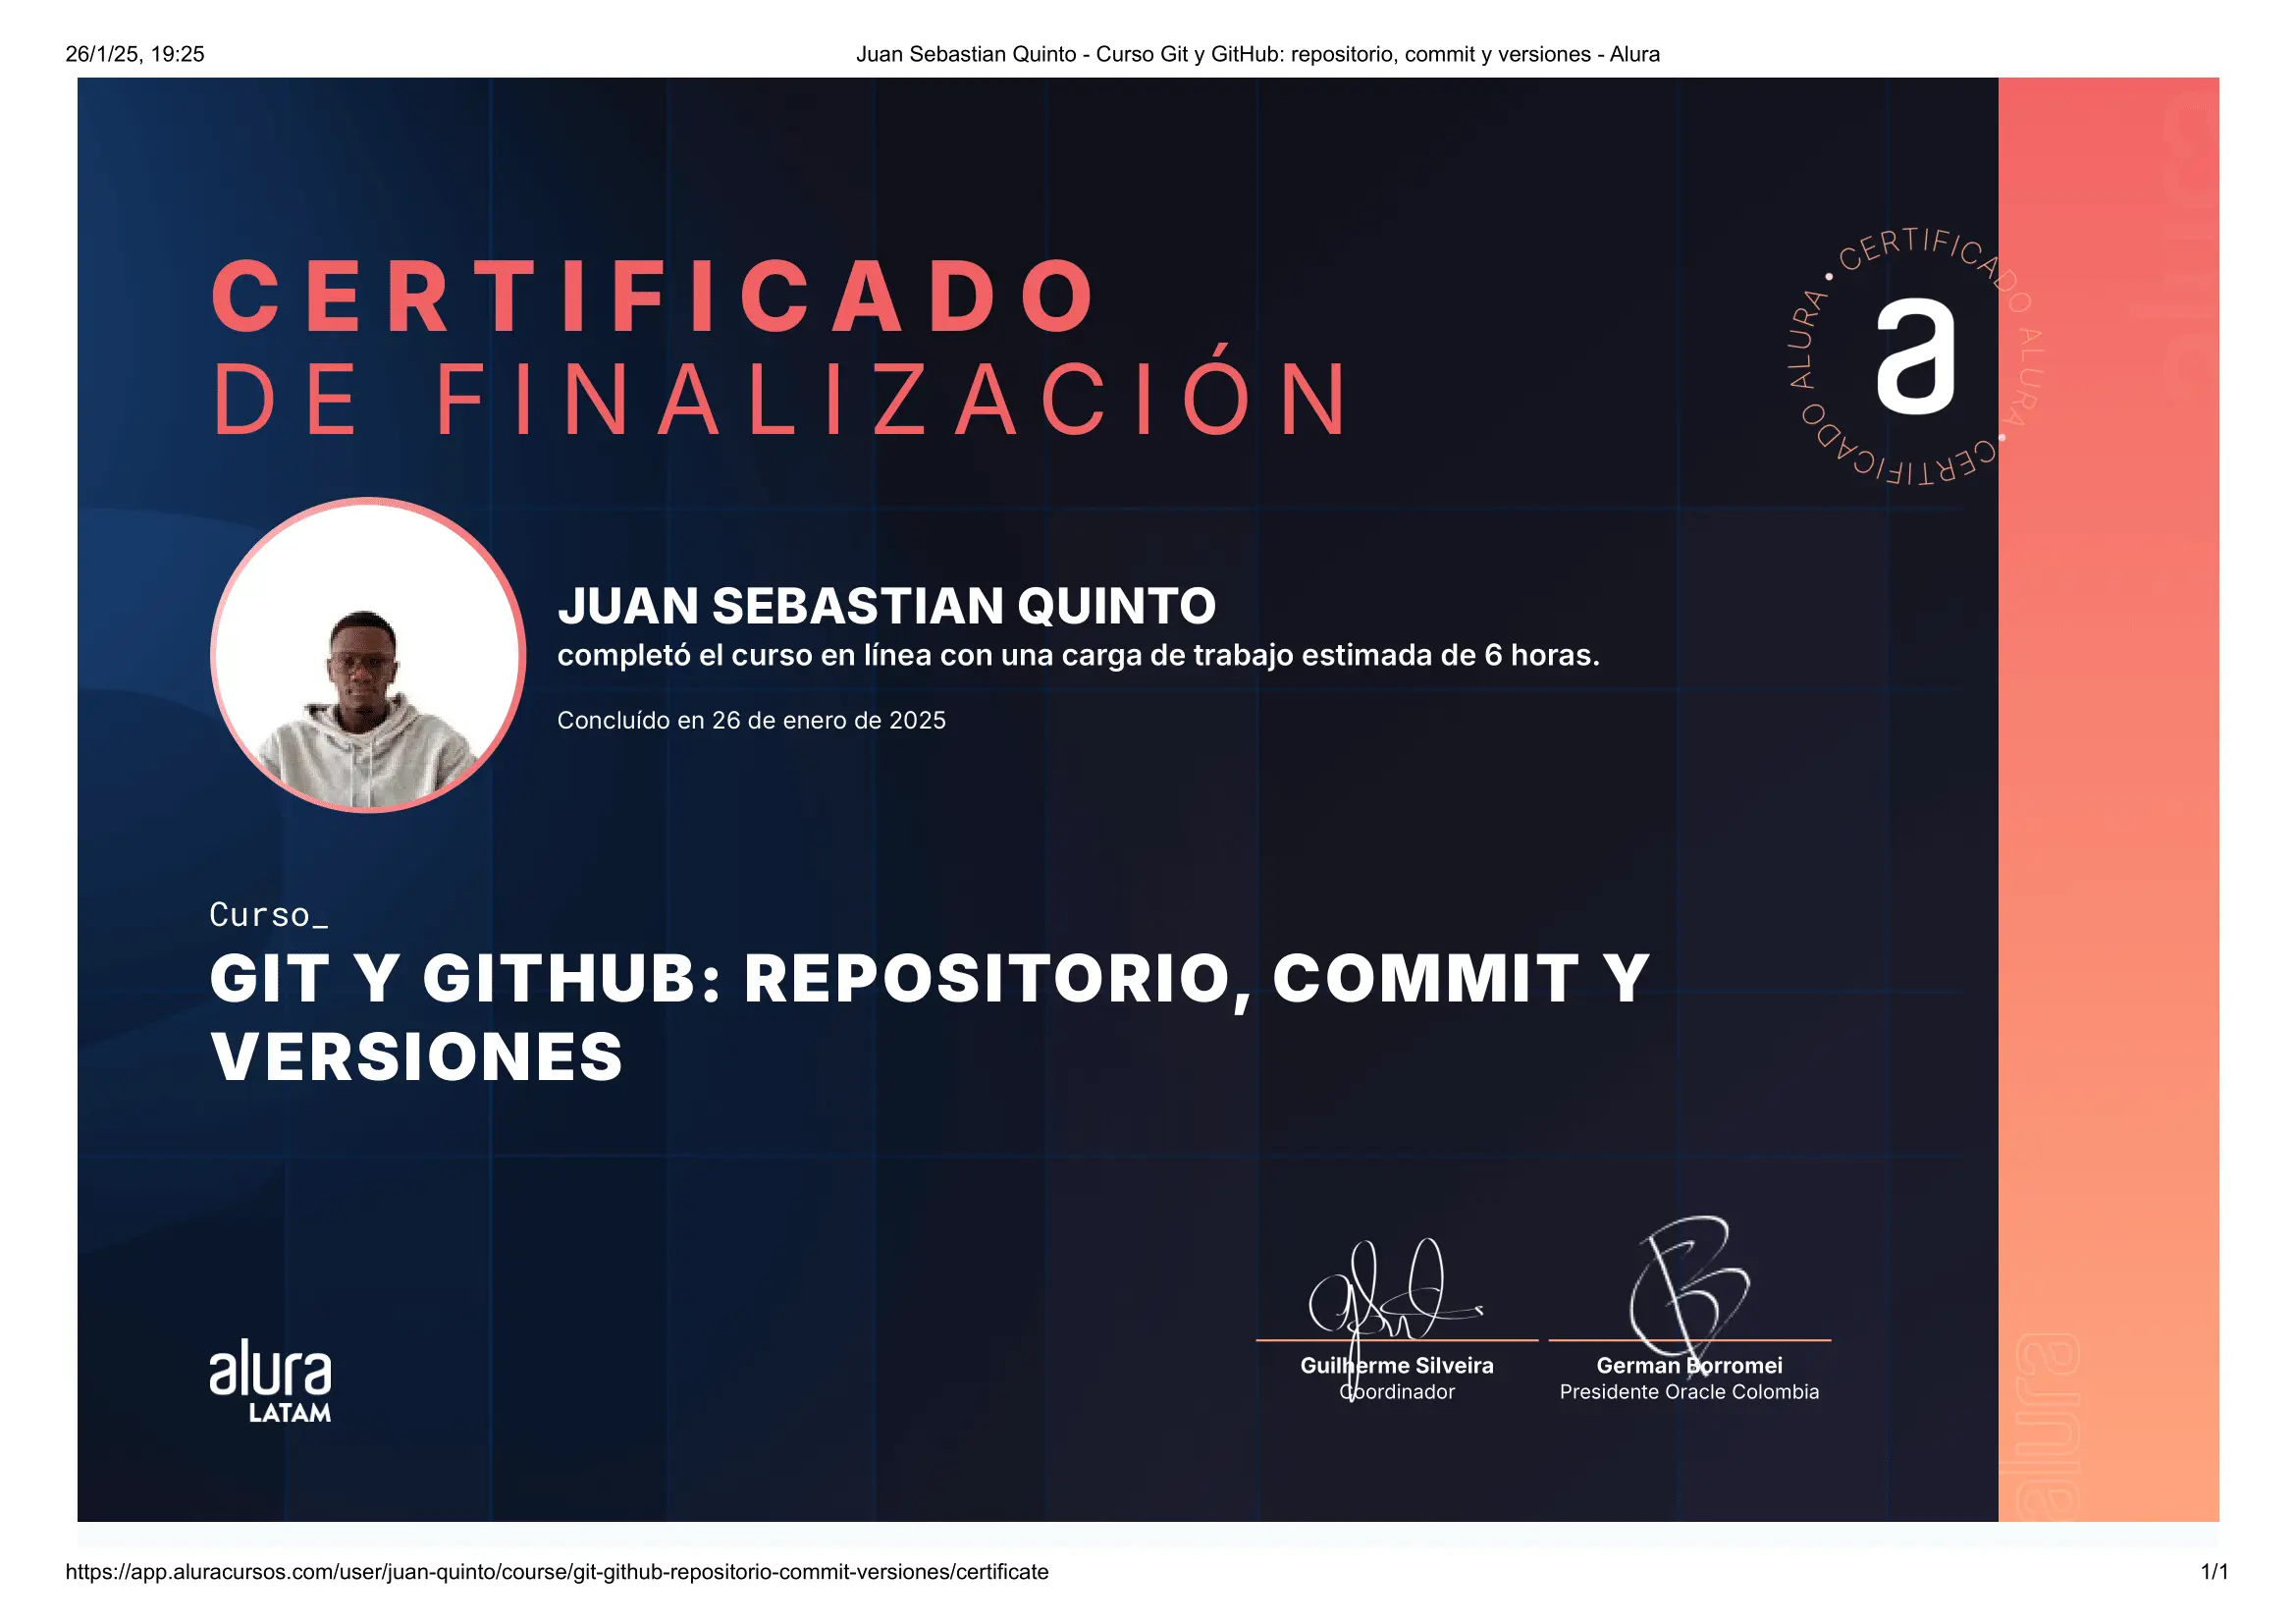 26/1/25, 19:25
Juan Sebastian Quinto - Curso Git y GitHub: repositorio, commit y versiones - Alura
CERTIFICADO
DE FINALIZACIÓN
• CERTIFICADO ALURA • CERTIFICADO ALURA
a
JUAN SEBASTIAN QUINTO
completó el curso en línea con una carga de trabajo estimada de 6 horas.
Concluído en 26 de enero de 2025
Curso_
GIT Y GITHUB: REPOSITORIO, COMMIT Y
VERSIONES
alura
LATAM
Guilherme Silveira
Coordinador
German Borromei
Presidente Oracle Colombia
alura
alura
https://app.aluracursos.com/user/juan-quinto/course/git-github-repositorio-commit-versiones/certificate
1/1